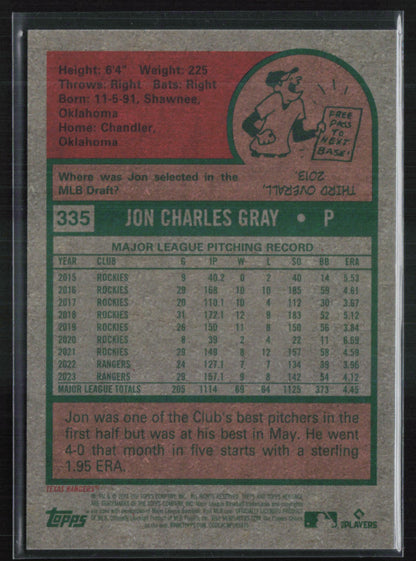 Height: 6'4" Weight: 225
Throws: Right Bats: Right
Born: 11-5-91, Shawnee,
Oklahoma
Home: Chandler,
Oklahoma
FREE
PASS
TO
NEXT
BASE!
Where was Jon selected in the
MLB Draft?
THIRD OVERALL,
2013.
335 JON CHARLES GRAY • P
MAJOR LEAGUE PITCHING RECORD
YEAR CLUB G IP W L SO BB ERA
2015 ROCKIES 9 40.2 0 2 40 14 5.53
2016 ROCKIES 29 168 10 10 185 59 4.61
2017 ROCKIES 20 110.1 10 4 112 30 3.67
2018 ROCKIES 31 172.1 12 9 183 52 5.12
2019 ROCKIES 26 150 11 8 150 56 3.84
2020 ROCKIES 8 39 2 4 22 11 6.69
2021 ROCKIES 29 149 8 12 157 58 4.59
2022 RANGERS 24 127.1 7 7 134 39 3.96
2023 RANGERS 29 157.1 9 8 142 54 4.12
MAJOR LEAGUE TOTALS 205 1114 69 64 1125 373 4.45
Jon was one of the Club's best pitchers in the
first half but was at his best in May. He went
4-0 that month in five starts with a sterling
1.95 ERA.
TEXAS RANGERS
topps
PLAYERS